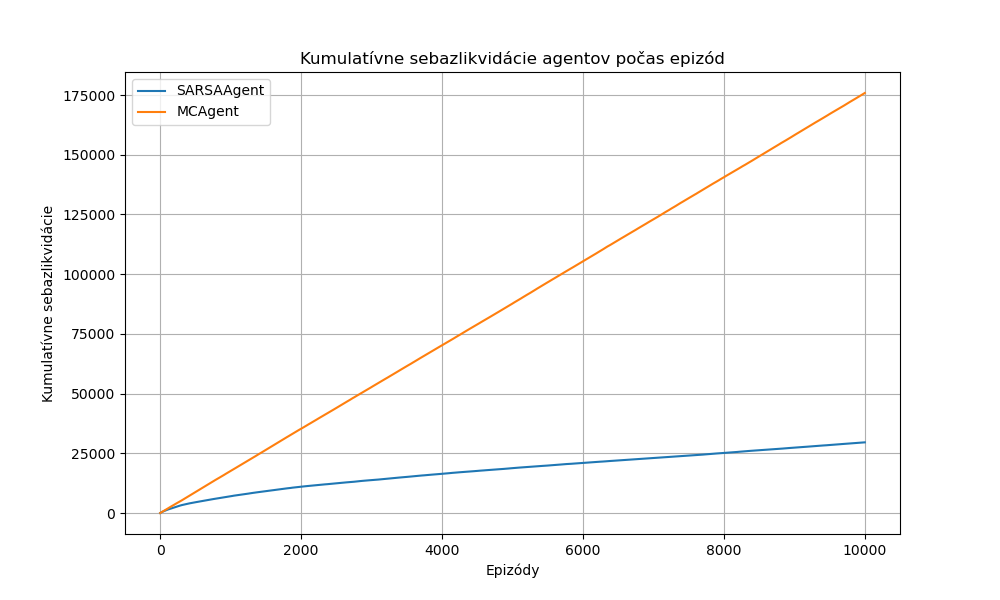 Kumulatívne sebazlikvidácie agentov počas epizód
SARSAAgent
MCAgent
Kumulatívne sebazlikvidácie
175000
150000
125000
100000
75000
50000
25000
0
0 2000 4000 6000 8000 10000
Epizódy